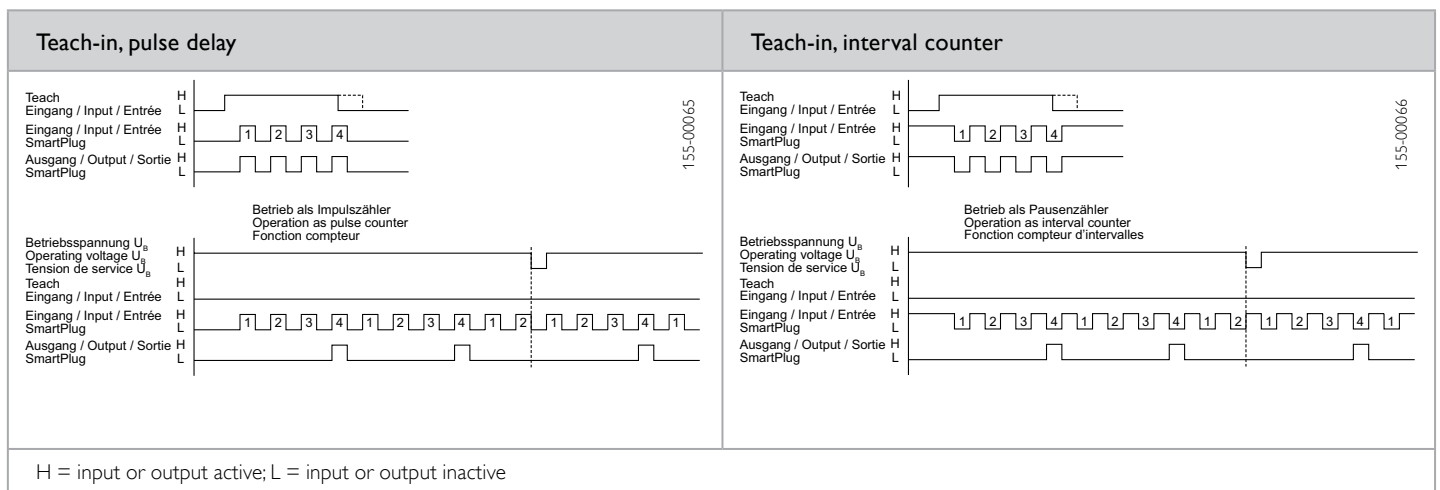 Teach-in, pulse delay
Teach H
Eingang / Input / Entrée L
Eingang / Input / Entrée H
SmartPlug L
1 2 3 4
Ausgang / Output / Sortie H
SmartPlug L
155-00065
Betrieb als Impulszähler
Operation as pulse counter
Fonction compteur
Betriebsspannung UB
Operating voltage UB H
Tension de service UB L
Teach H
Eingang / Input / Entrée L
Eingang / Input / Entrée H
SmartPlug L
1 2 3 4 1 2 3 4 1 2 1 2 3 4 1
Ausgang / Output / Sortie H
SmartPlug L
Teach-in, interval counter
Teach H
Eingang / Input / Entrée L
Eingang / Input / Entrée H
SmartPlug L
1 2 3 4
Ausgang / Output / Sortie H
SmartPlug L
155-00066
Betrieb als Pausenzähler
Operation as interval counter
Fonction compteur d'intervalles
Betriebsspannung UB
Operating voltage UB H
Tension de service UB L
Teach H
Eingang / Input / Entrée L
Eingang / Input / Entrée H
SmartPlug L
1 2 3 4 1 2 3 4 1 2 1 2 3 4 1
Ausgang / Output / Sortie H
SmartPlug L
H = input or output active; L = input or output inactive